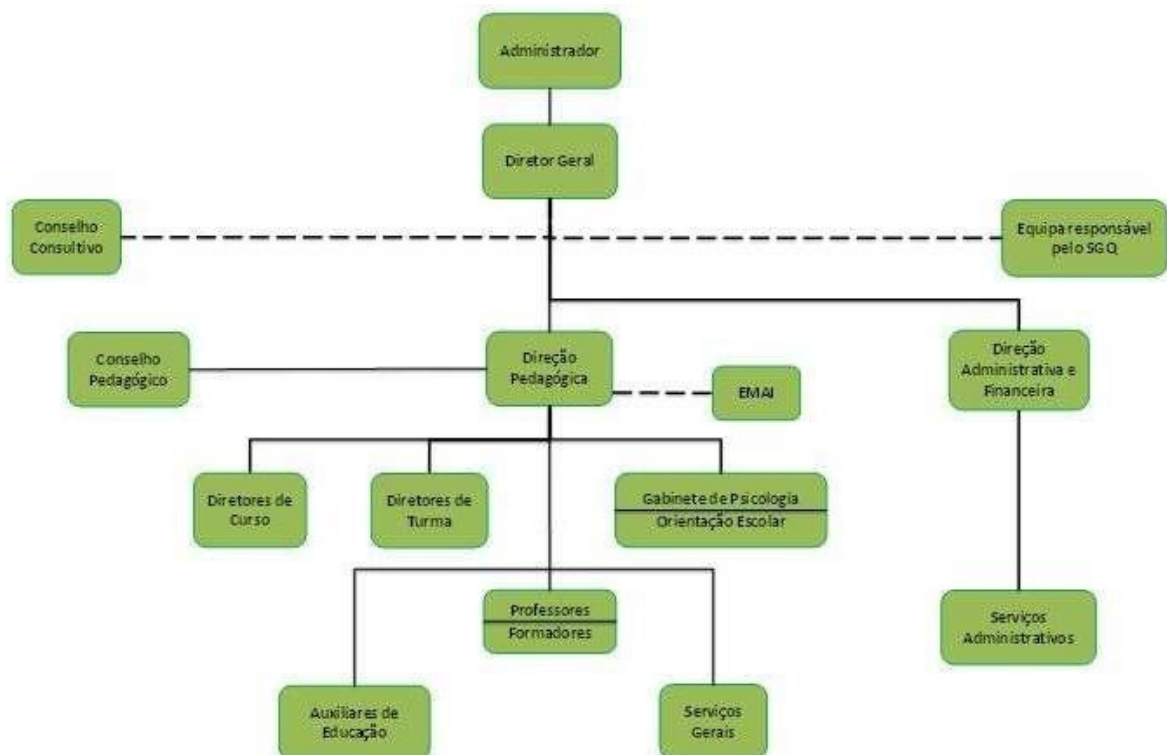 Administrador
Diretor Geral
Conselho
Consultivo
Equipa responsável
pelo SGQ
Conselho
Pedagógico
Direção
Pedagógica
EMAI
Direção
Administrativa e
Financeira
Diretores de
Curso
Diretores de
Turma
Gabinete de Psicologia
Orientação Escolar
Professores
Formadores
Serviços
Administrativos
Auxiliares de
Educação
Serviços
Gerais